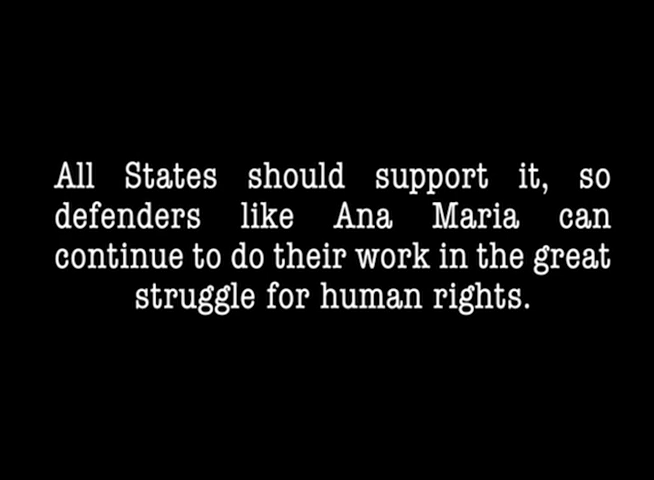 All States should support it, so
defenders like Ana Maria can
continue to do their work in the great
struggle for human rights.